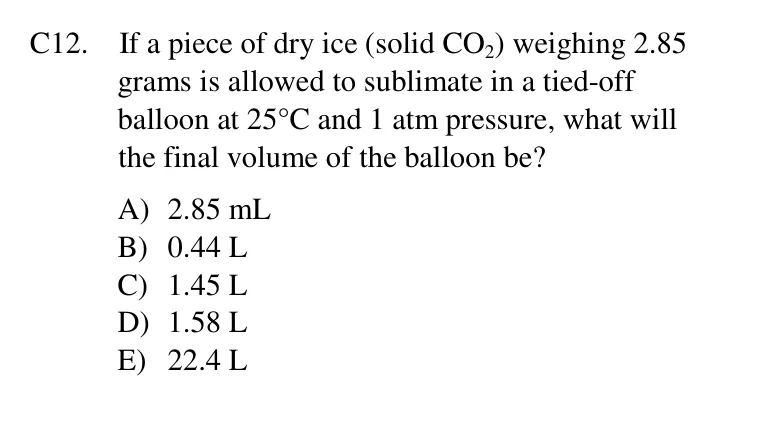 C12. If a piece of dry ice (solid CO₂) weighing 2.85
grams is allowed to sublimate in a tied-off
balloon at 25°C and 1 atm pressure, what will
the final volume of the balloon be?
A) 2.85 mL
B) 0.44 L
C) 1.45 L
D) 1.58 L
E) 22.4 L